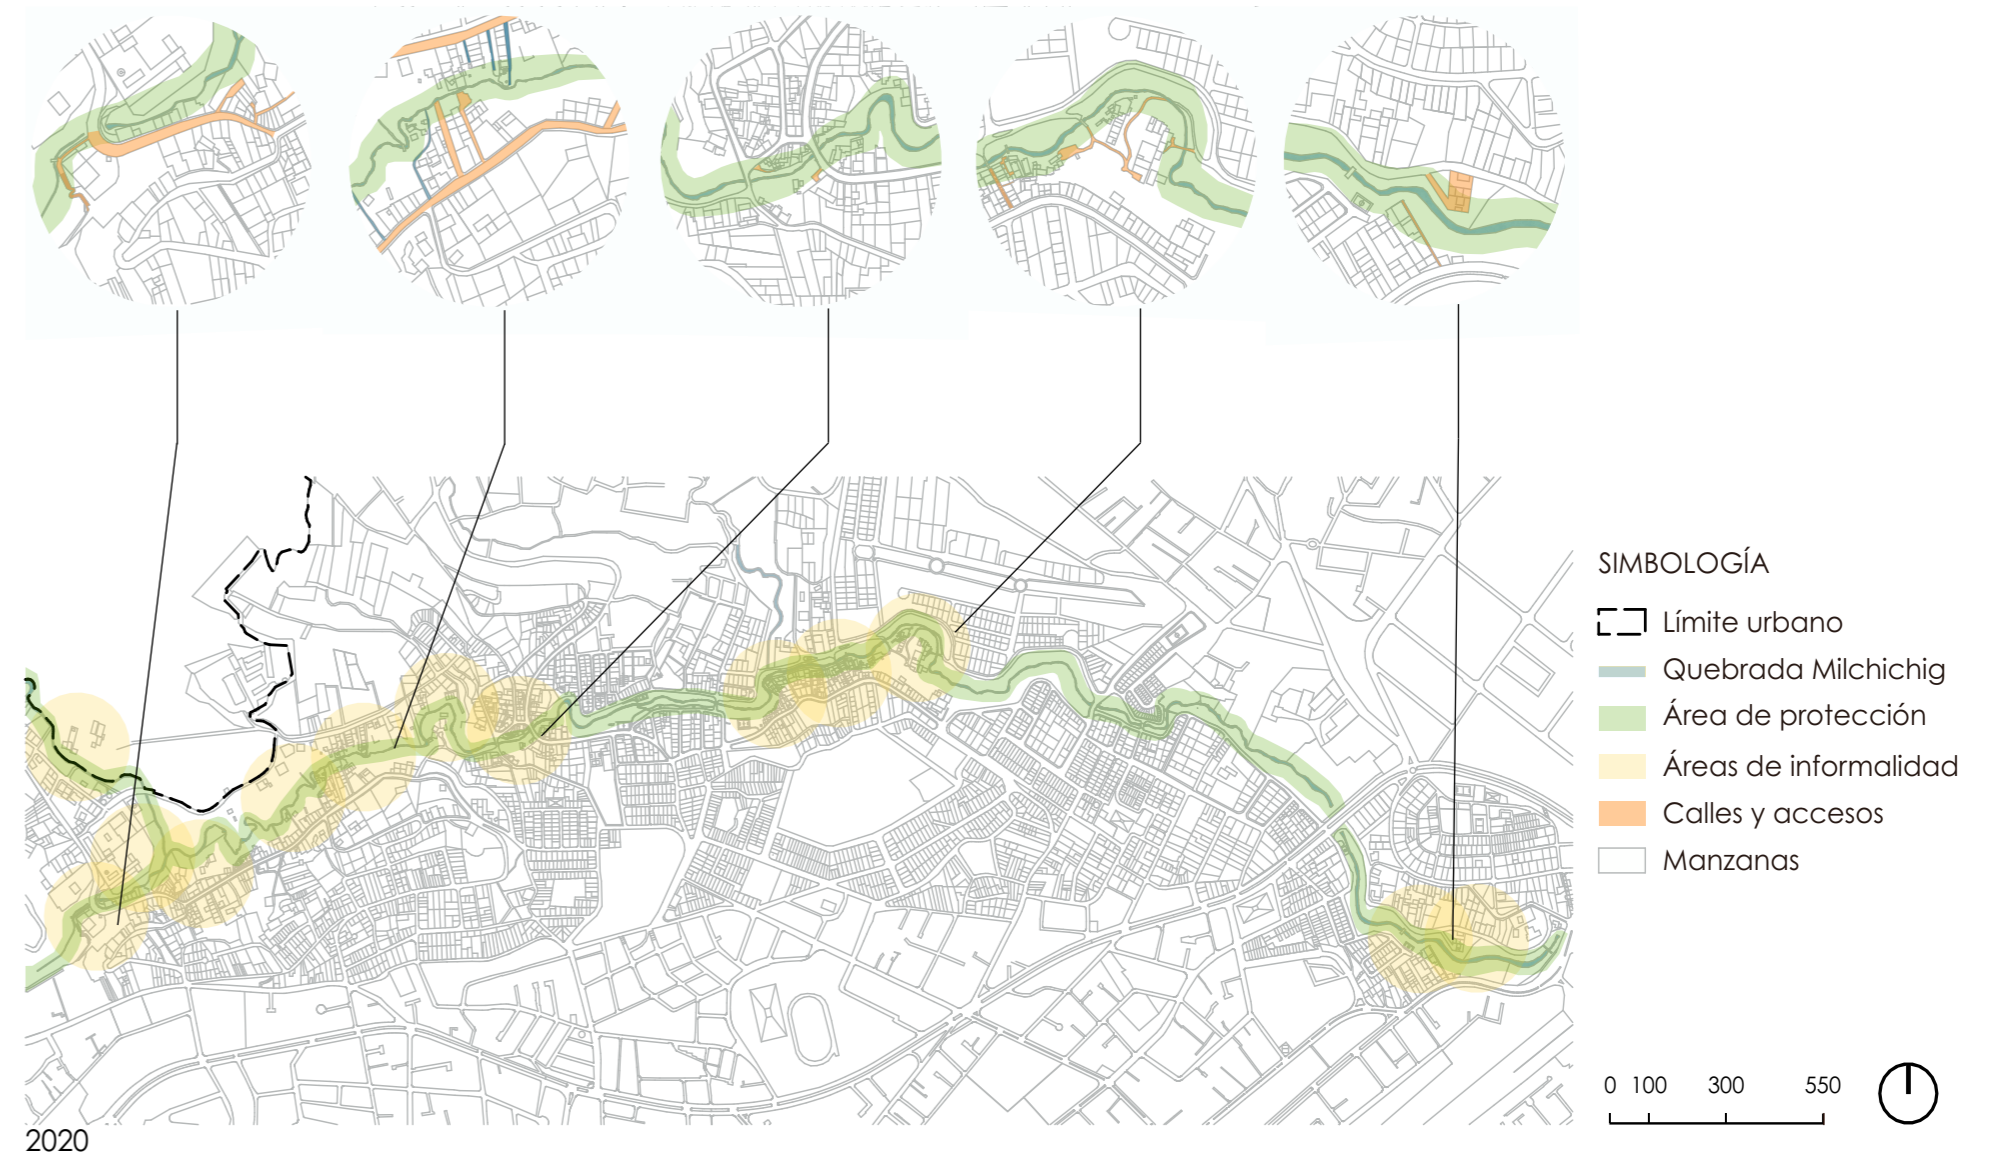 SIMBOLOGÍA
Límite urbano
Quebrada Milchichig
Área de protección
Áreas de informalidad
Calles y accesos
Manzanas
0 100 300 550
2020